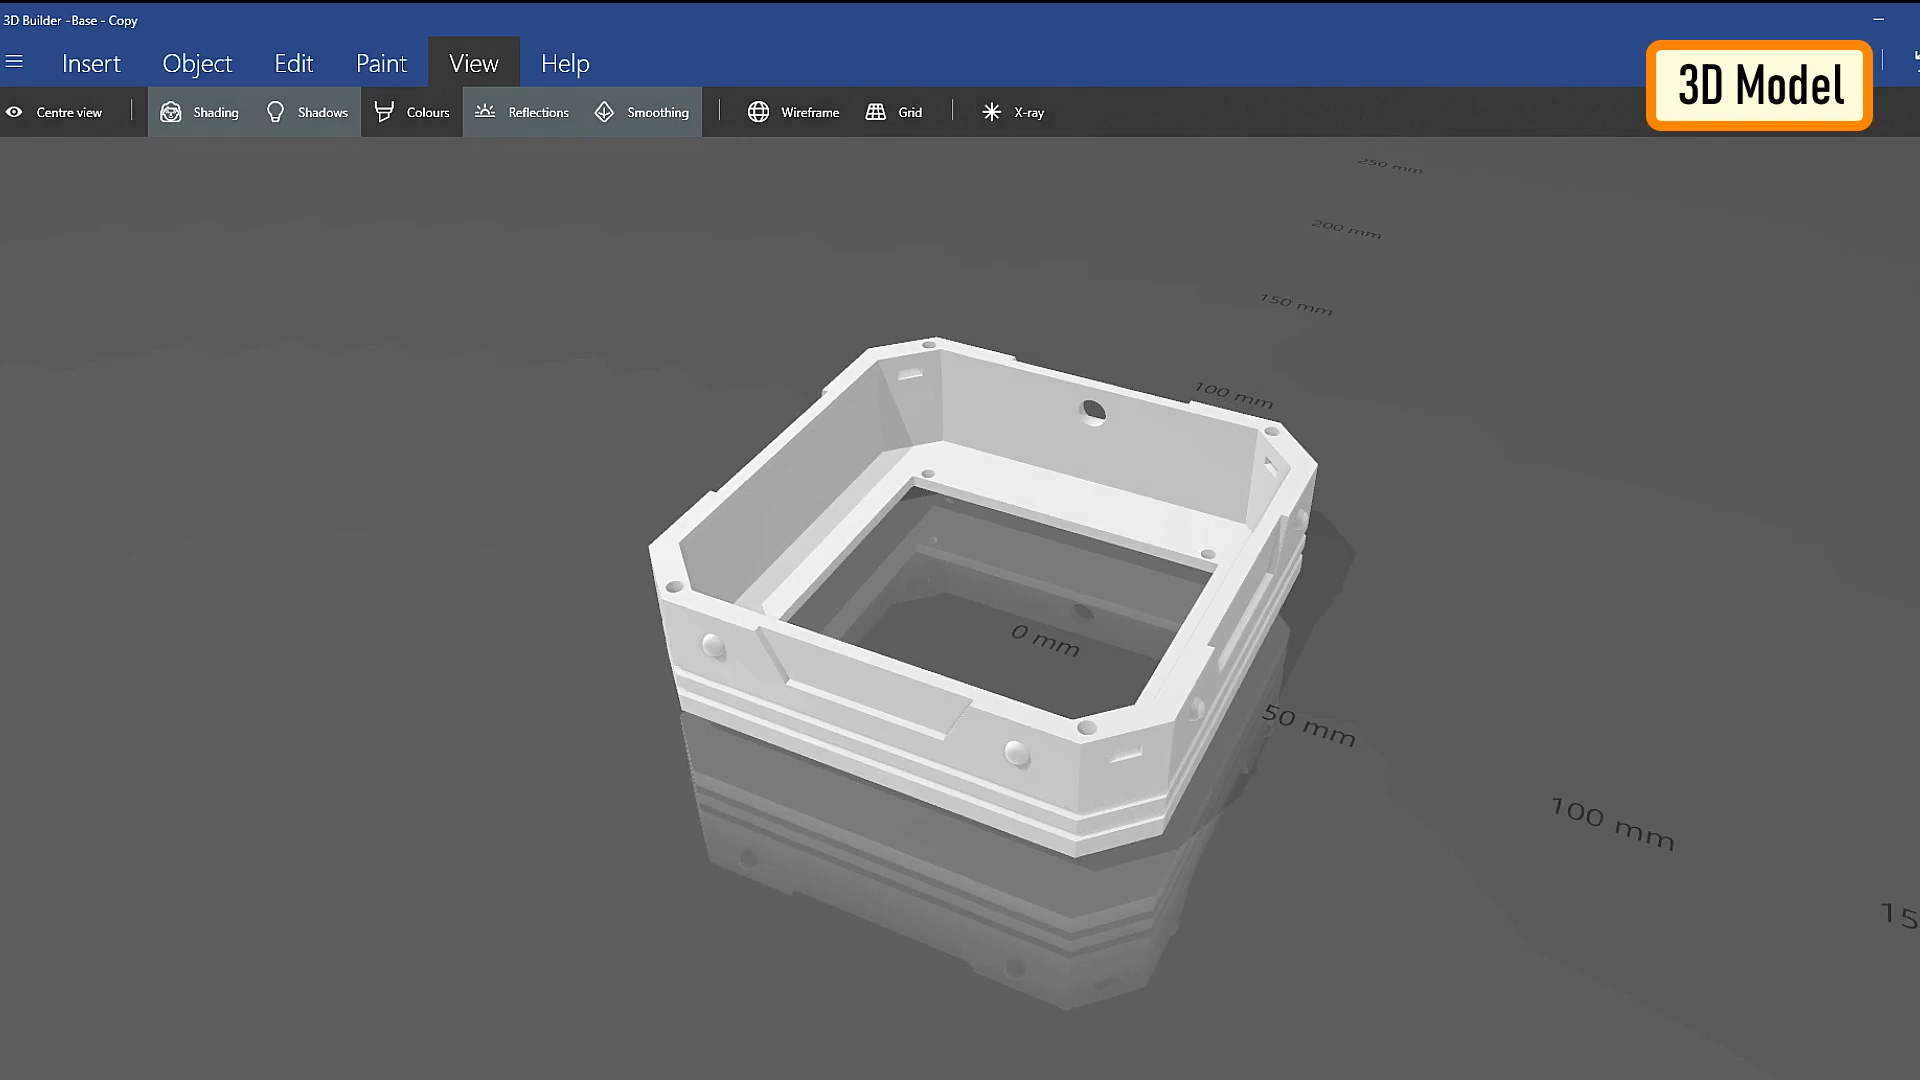 3D Builder -Base - Copy
Insert Object Edit Paint View Help
3D Model
Centre view Shading Shadows Colours Reflections Smoothing Wireframe Grid X-ray
250 mm
200 mm
150 mm
100 mm
0 mm
50 mm
100 mm
15